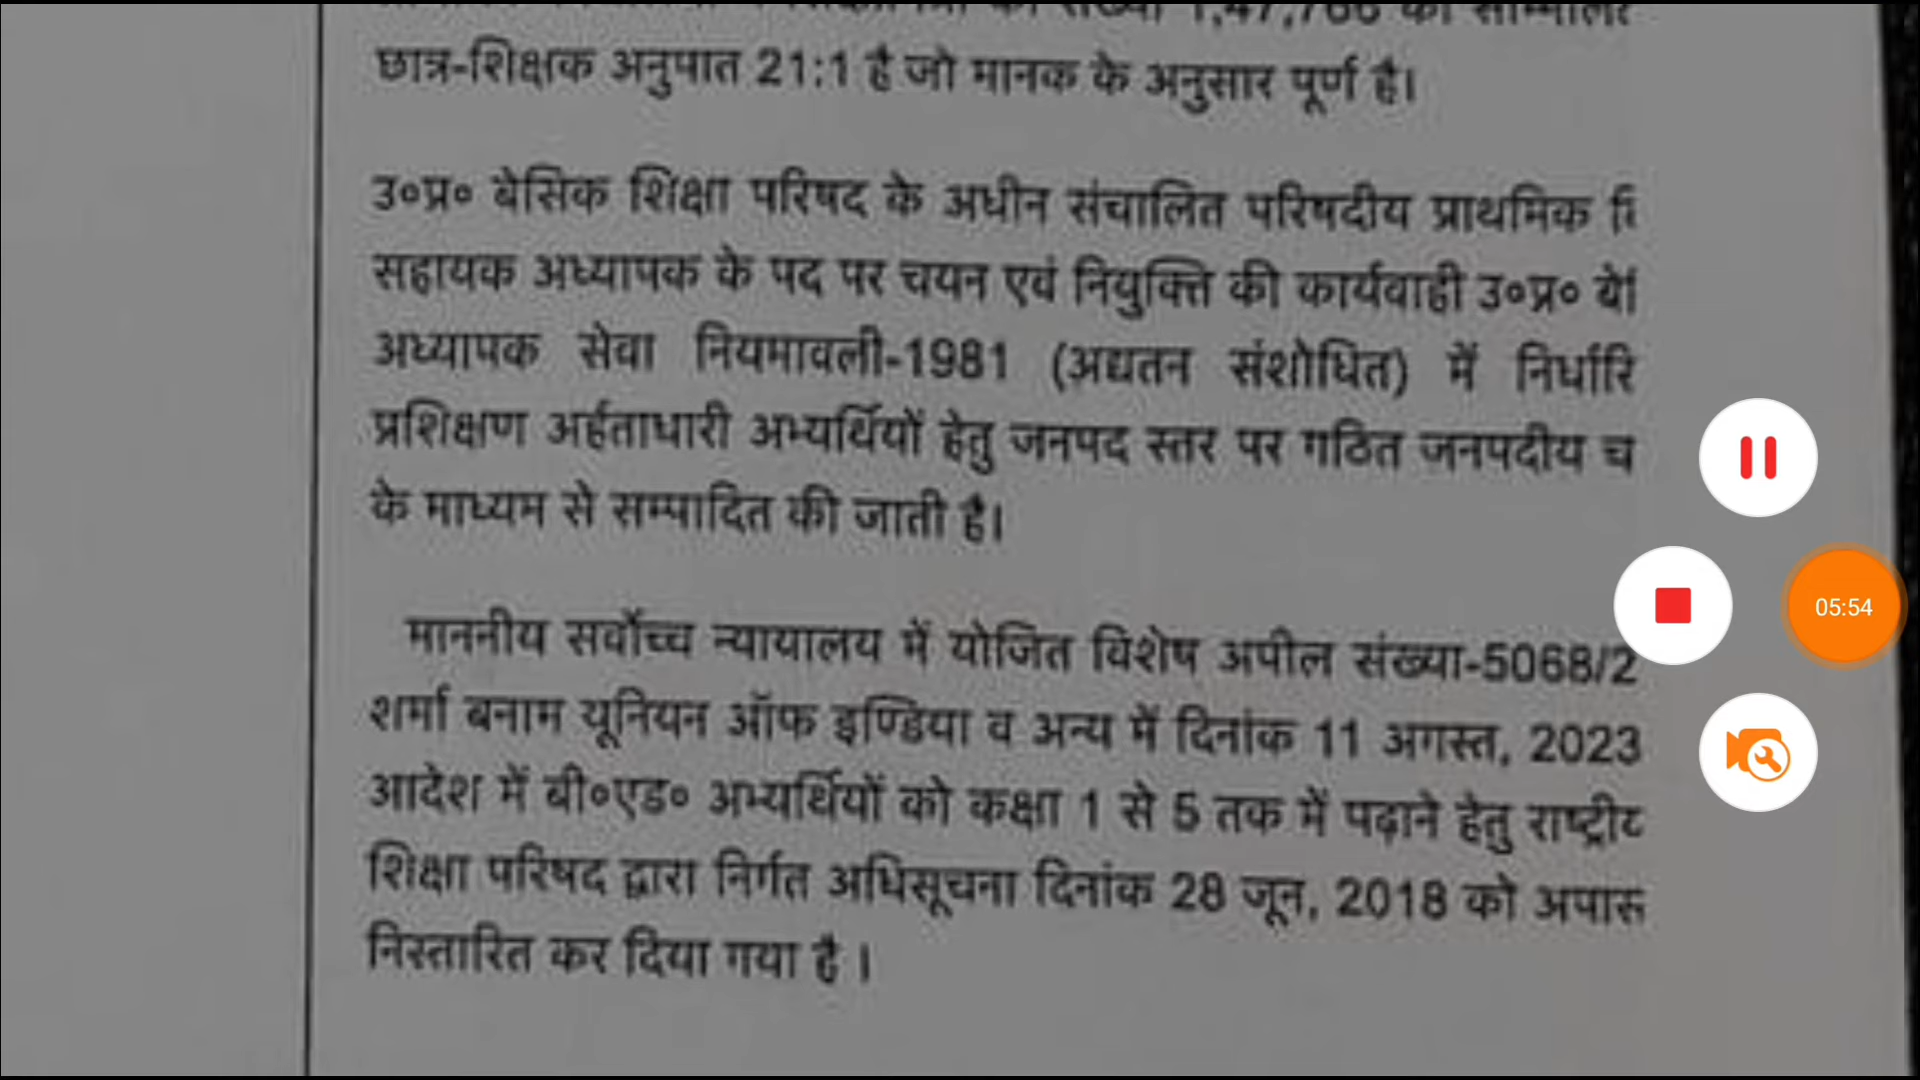 की संख्या 1,47,766 को
छात्र-शिक्षक अनुपात 21:1 है जो मानक के अनुसार पूर्ण है।
उ०प्र० बेसिक शिक्षा परिषद के अधीन संचालित परिषदीय प्राथमिक
सहायक अध्यापक के पद पर चयन एवं नियुक्ति की कार्यवाही उ०प्र०
अध्यापक सेवा नियमावली-1981 (अद्यतन संशोधित) में
प्रशिक्षण अर्हताधारी अभ्यर्थियों हेतु जनपद स्तर पर गठित जनपदीय
के माध्यम से सम्पादित की जाती है।
माननीय सर्वोच्च न्यायालय में योजित विशेष अपील संख्या-5068/2
शर्मा बनाम यूनियन ऑफ इण्डिया व अन्य में दिनांक 11 अगस्त, 2023
आदेश में बी०एड० अभ्यर्थियों को कक्षा 1 से 5 तक में पढ़ाने हेतु
शिक्षा परिषद द्वारा निर्गत अधिसूचना दिनांक 28 जून, 2018 को
निस्तारित कर दिया गया है ।
05:54